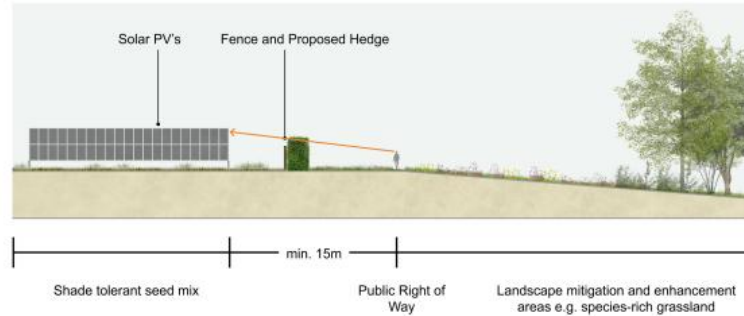 Solar PV's
Fence and Proposed Hedge
min. 15m
Shade tolerant seed mix
Public Right of
Way
Landscape mitigation and enhancement
areas e.g. species-rich grassland